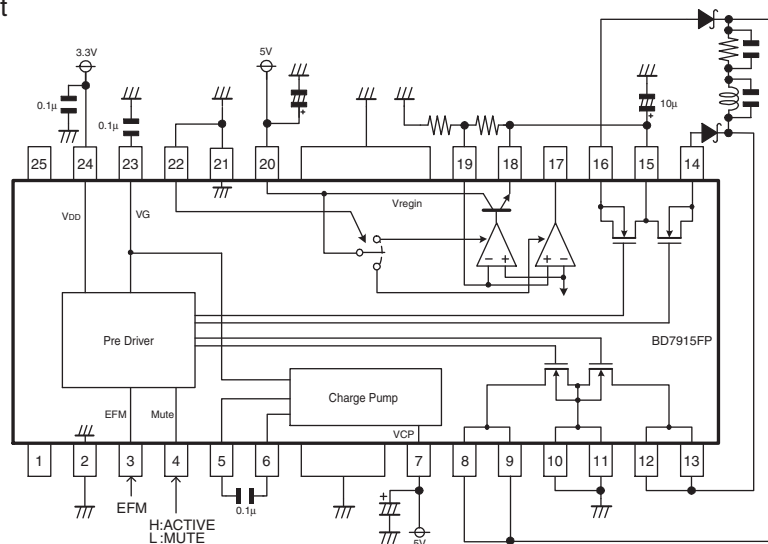 t
3.3V
5V
0.1μ
0.1μ
10μ
25 24 23 22 21 20 19 18 17 16 15 14
VDD
VG
Vregin
− + + −
Pre Driver
BD7915FP
Charge Pump
EFM
Mute
VCP
1 2 3 4 5 6 7 8 9 10 11 12 13
EFM
0.1μ
H:ACTIVE
L:MUTE
5V